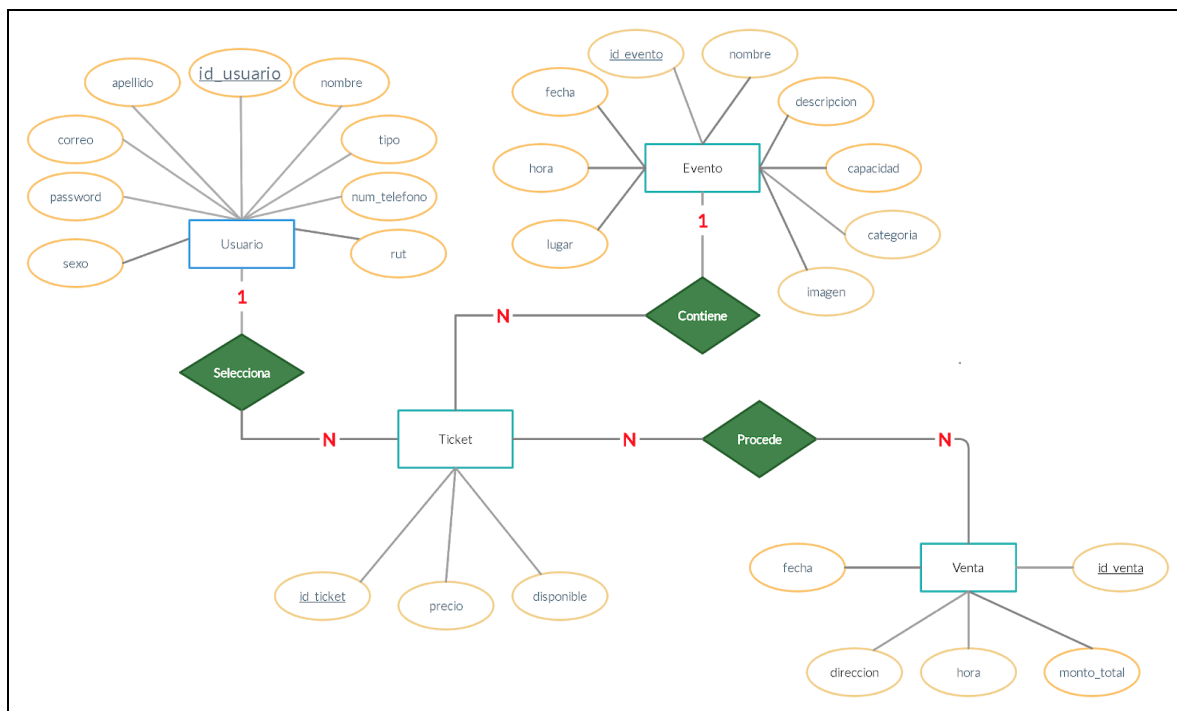 id_usuario
apellido
nombre
correo
tipo
password
num_telefono
sexo
rut
Usuario
1
Selecciona
N
id_evento
nombre
fecha
descripcion
hora
Evento
capacidad
lugar
categoria
imagen
1
Contiene
N
Ticket
N
Procede
N
id_ticket
precio
disponible
fecha
Venta
id_venta
direccion
hora
monto_total